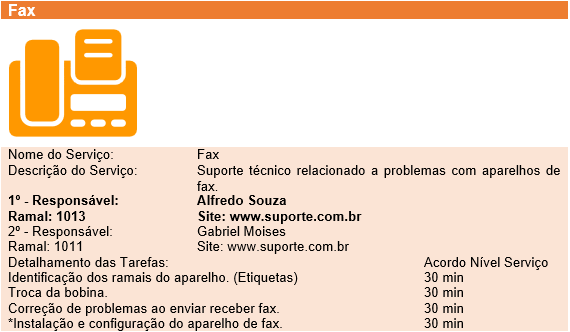 Fax
Nome do Serviço: Fax
Descrição do Serviço: Suporte técnico relacionado a problemas com aparelhos de
fax.
1º - Responsável: Alfredo Souza
Ramal: 1013 Site: www.suporte.com.br
2º - Responsável: Gabriel Moises
Ramal: 1011 Site: www.suporte.com.br
Detalhamento das Tarefas: Acordo Nível Serviço
Identificação dos ramais do aparelho. (Etiquetas) 30 min
Troca da bobina. 30 min
Correção de problemas ao enviar receber fax. 30 min
*Instalação e configuração do aparelho de fax. 30 min